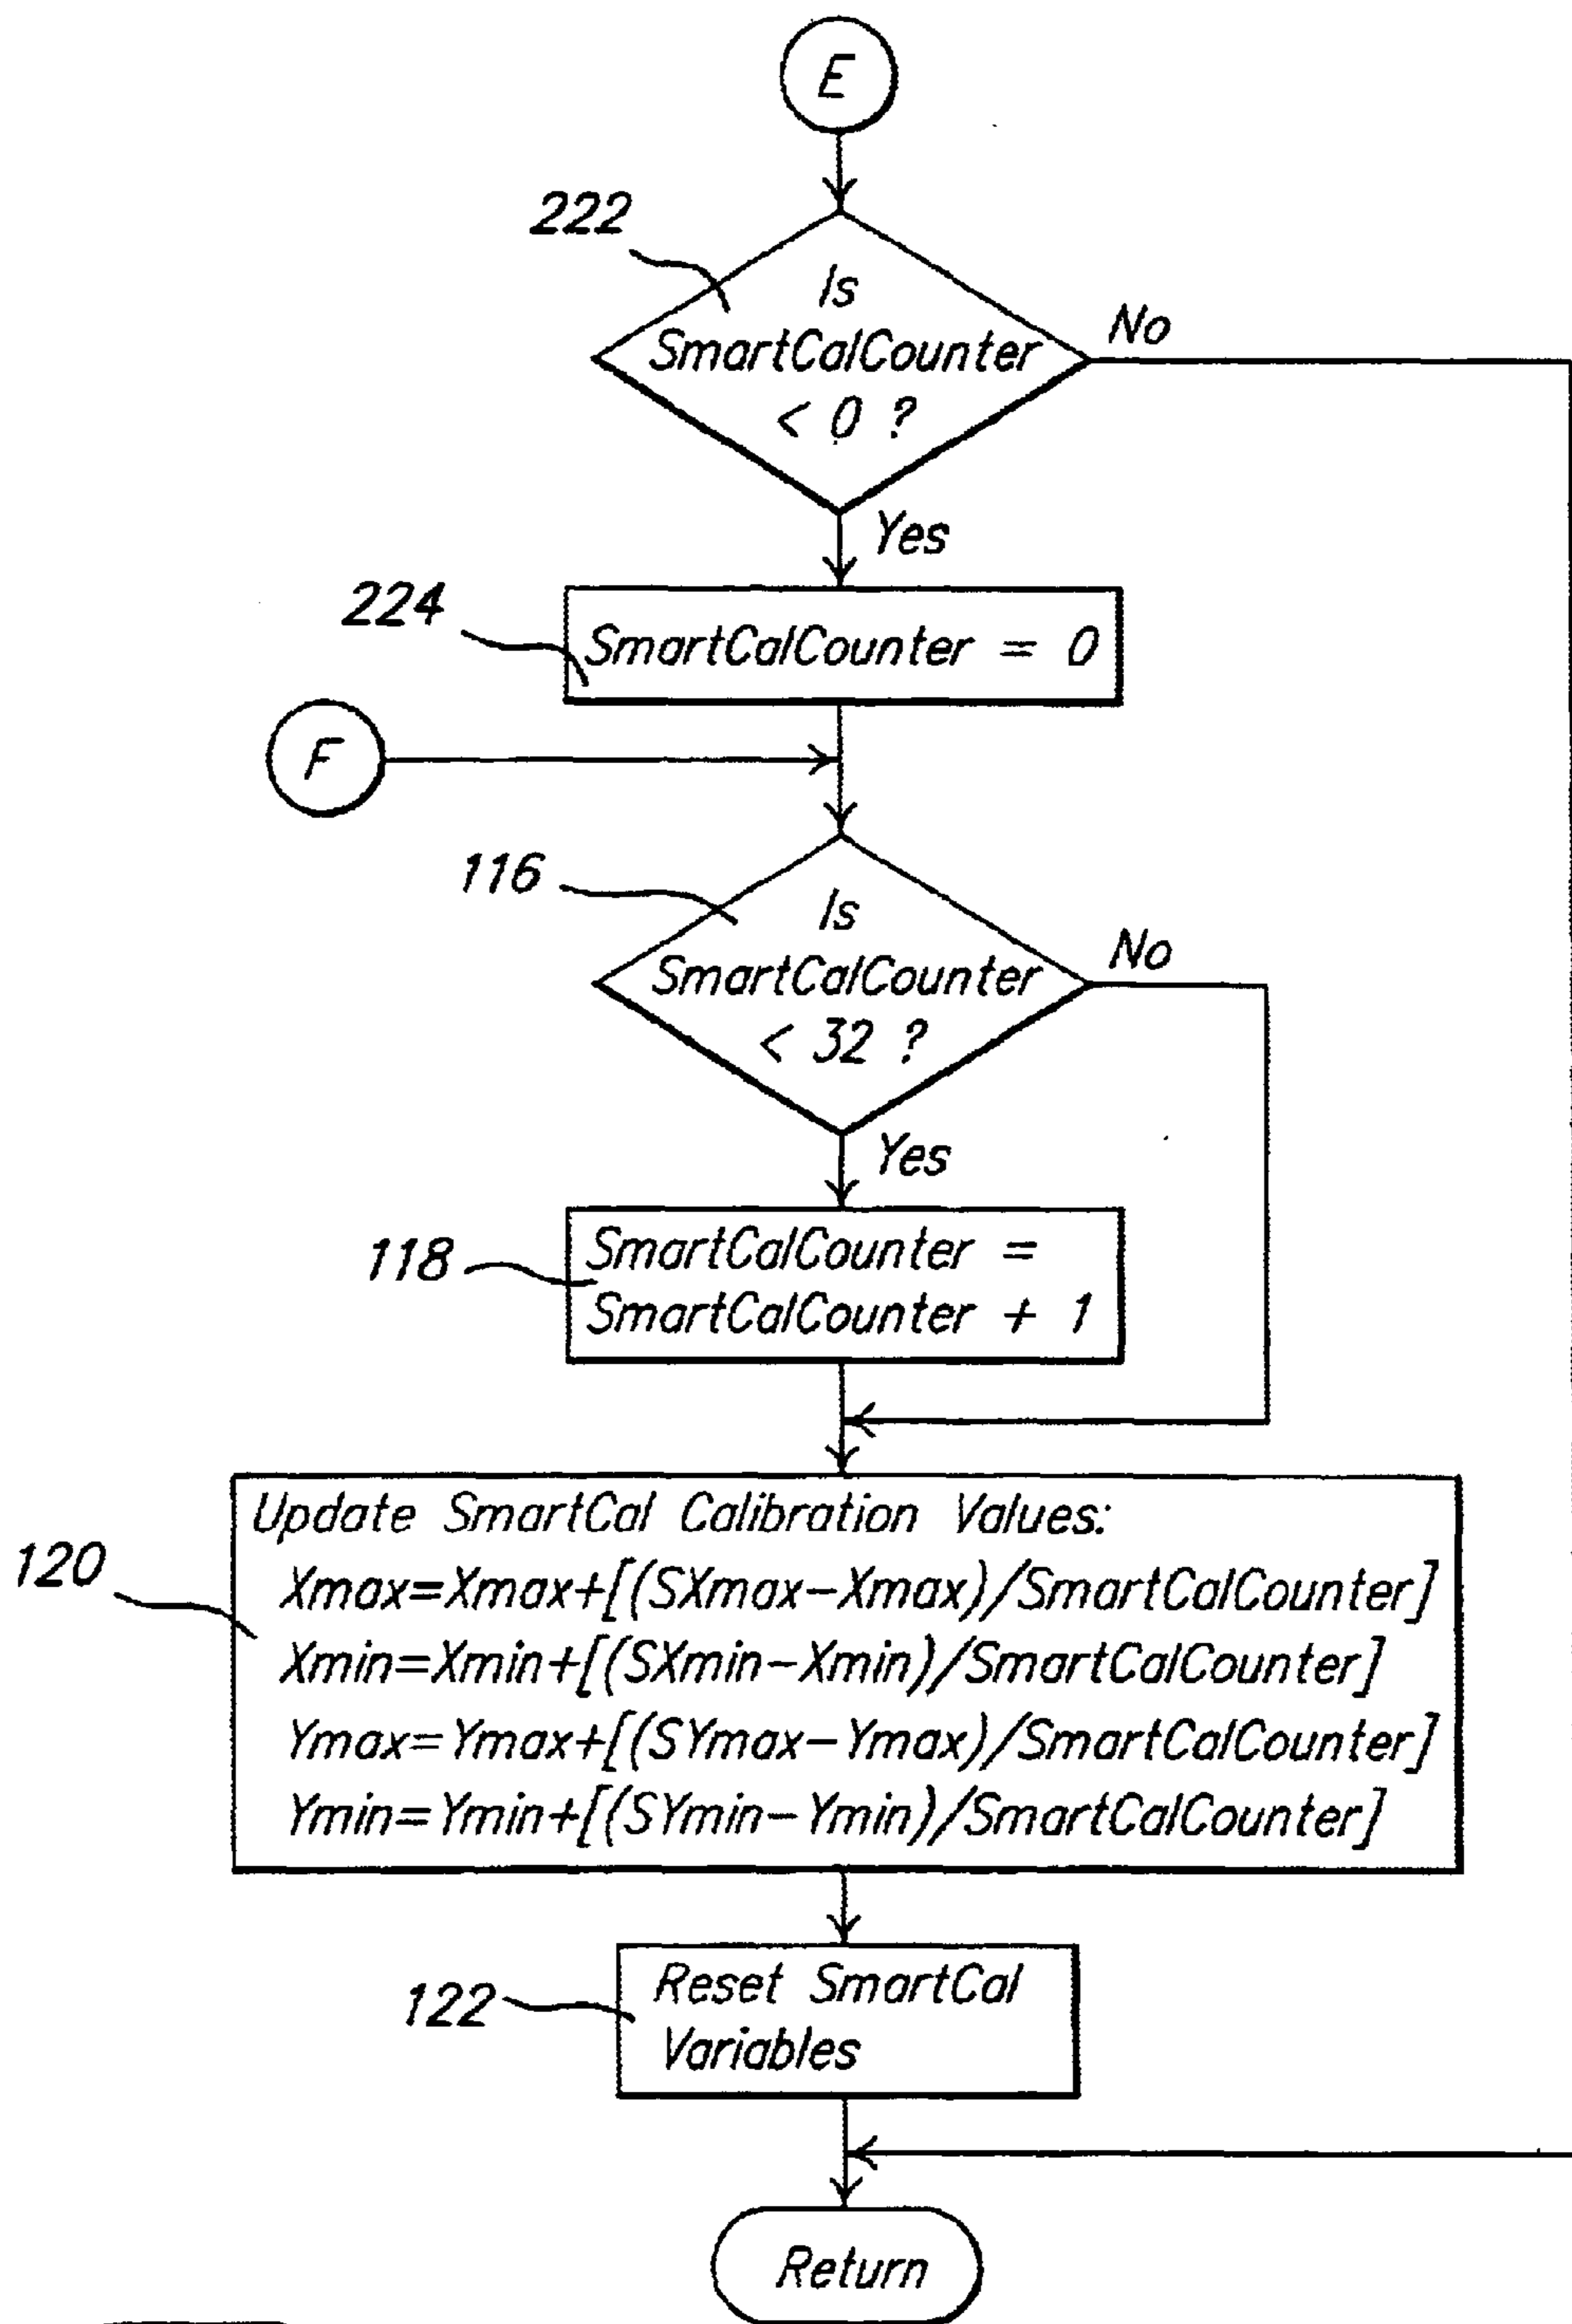 E
222
Is
SmartCalCounter
< 0 ?
No
Yes
224
SmartCalCounter = 0
F
116
Is
SmartCalCounter
< 32 ?
No
Yes
118
SmartCalCounter =
SmartCalCounter + 1
120
Update SmartCal Calibration Values:
Xmax=Xmax+[(SXmax-Xmax)/SmartCalCounter]
Xmin=Xmin+[(SXmin-Xmin)/SmartCalCounter]
Ymax=Ymax+[(SYmax-Ymax)/SmartCalCounter]
Ymin=Ymin+[(SYmin-Ymin)/SmartCalCounter]
122
Reset SmartCal
Variables
Return